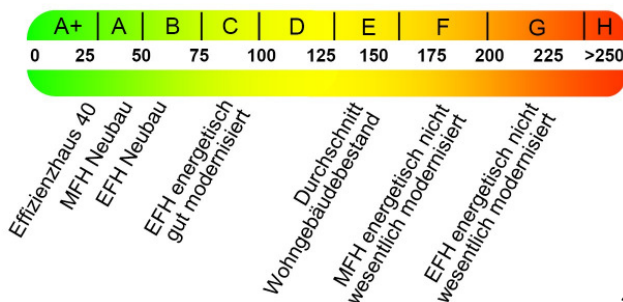 A+ A B C D E F G H
0 25 50 75 100 125 150 175 200 225 >250
Effizienzhaus 40
MFH Neubau
EFH Neubau
EFH energetisch
gut modernisiert
Durchschnitt
Wohngebäudebestand
MFH energetisch nicht
wesentlich modernisiert
EFH energetisch nicht
wesentlich modernisiert